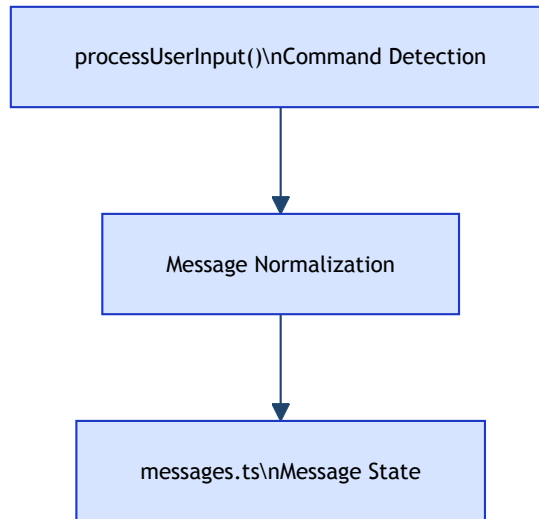 processUserInput()\nCommand Detection
Message Normalization
messages.ts\nMessage State